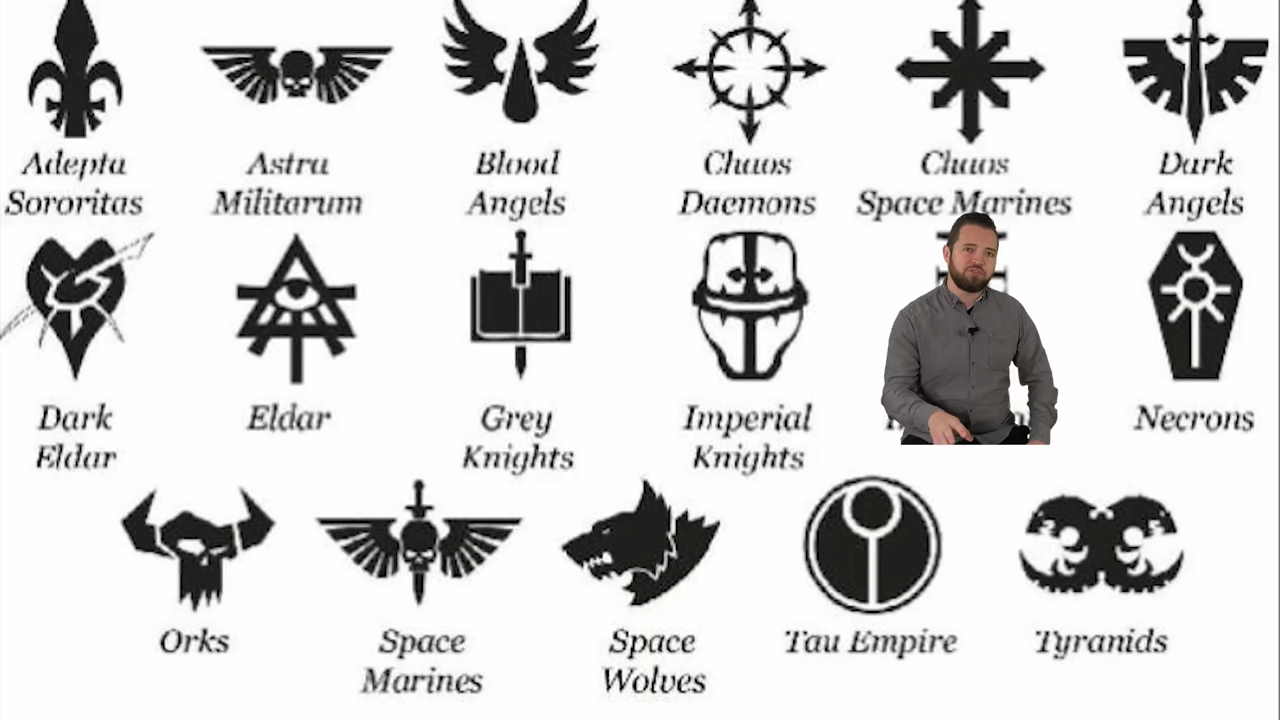 Adepta
Sororitas
Astra
Militarum
Blood
Angels
Chaos
Daemons
Chaos
Space Marines
Dark
Angels
Dark
Eldar
Eldar
Grey
Knights
Imperial
Knights
Necrons
Orks
Space
Marines
Space
Wolves
Tau Empire
Tyranids